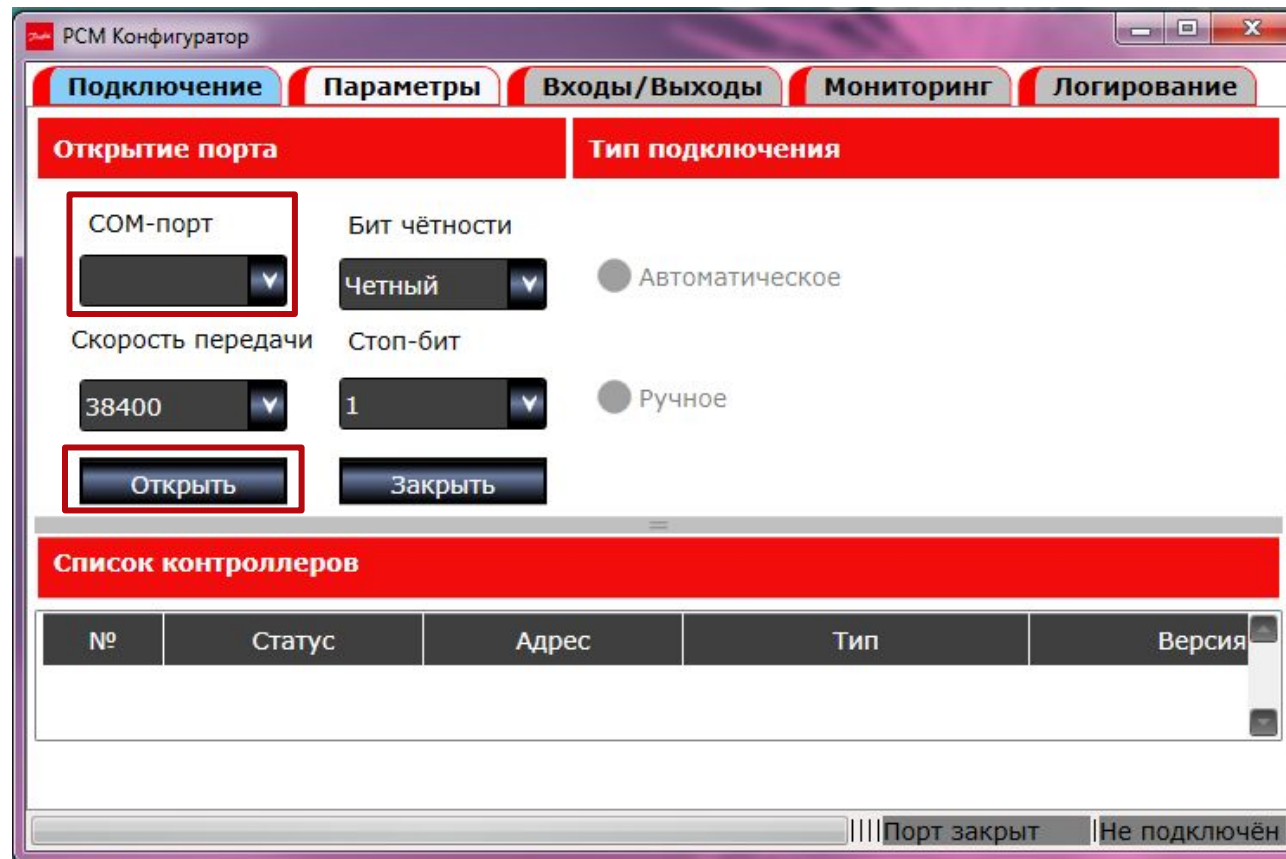 РСМ Конфигуратор
Подключение Параметры Входы/Выходы Мониторинг Логирование
Открытие порта Тип подключения
COM-порт Бит чётности
Четный Автоматическое
Скорость передачи Стоп-бит
38400 1 Ручное
Открыть Закрыть
Список контроллеров
№ Статус Адрес Тип Версия
Порт закрыт Не подключён